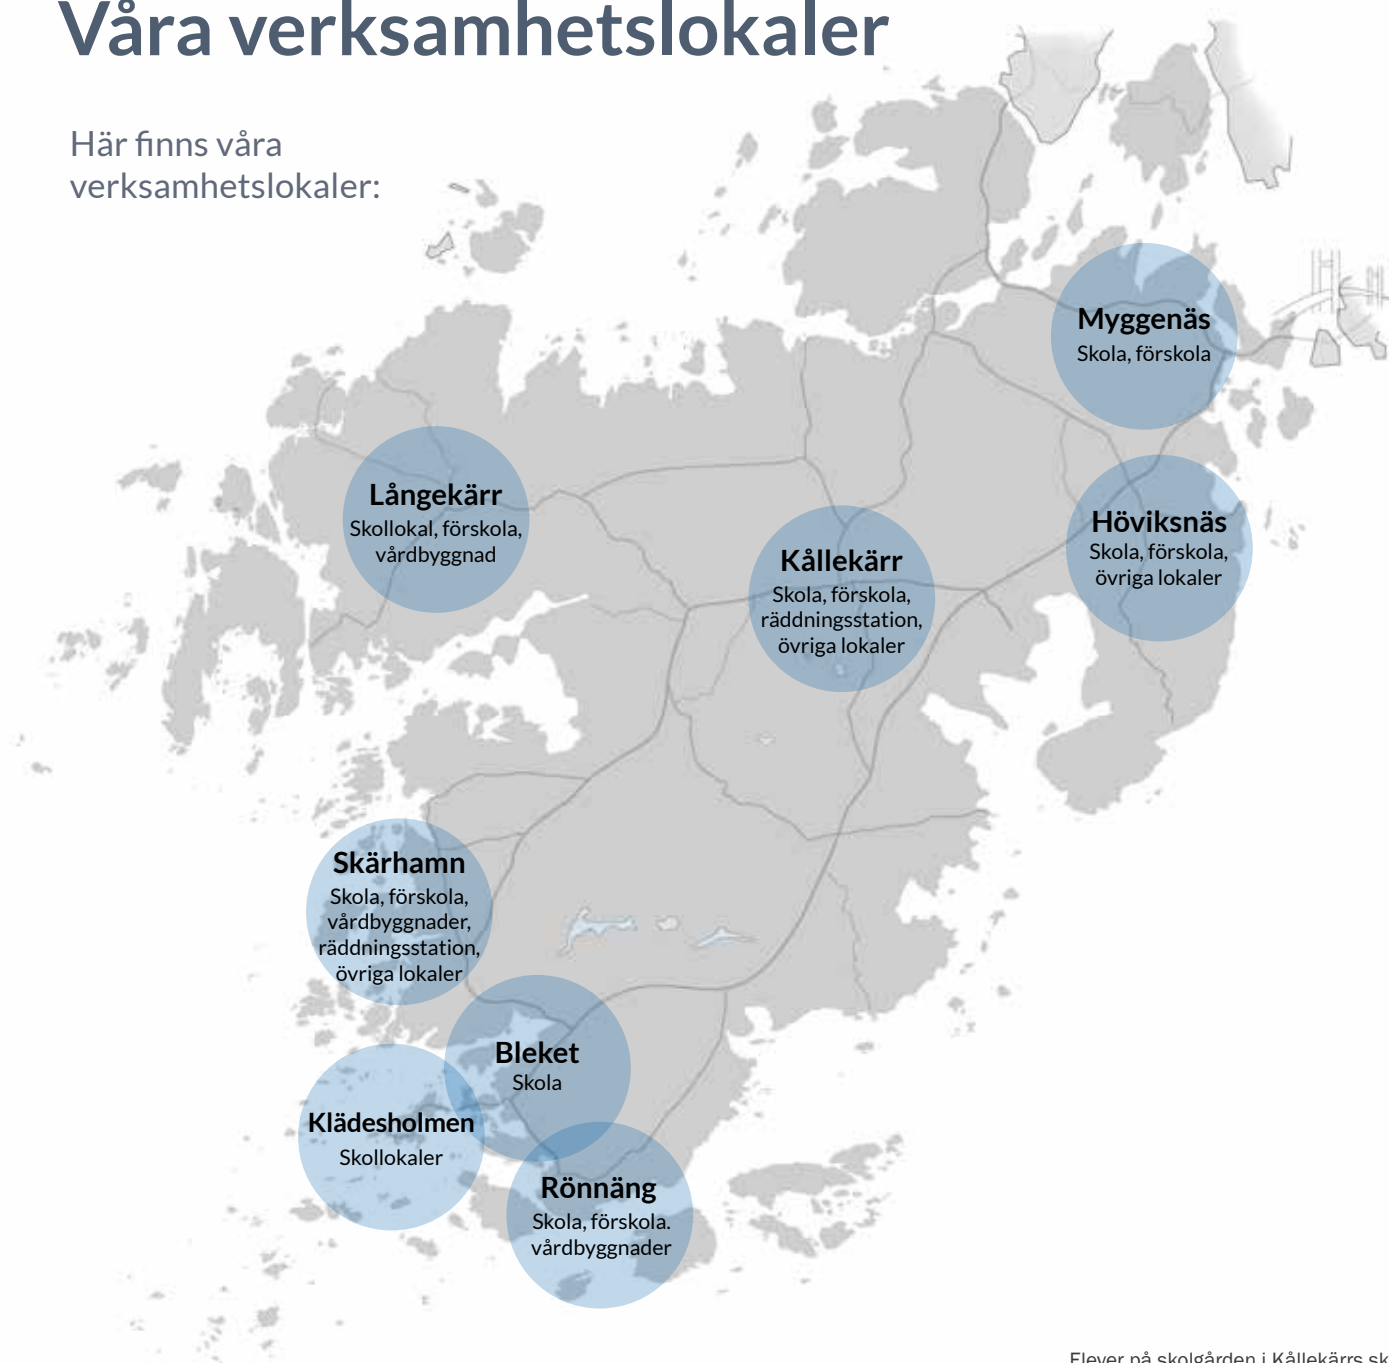 Våra verksamhetslokaler
Här finns våra
verksamhetslokaler:
Myggenäs
Skola, förskola
Långekärr
Skollokal, förskola,
vårdbyggnad
Kållekärr
Skola, förskola,
räddningsstation,
övriga lokaler
Höviksnäs
Skola, förskola,
övriga lokaler
Skärhamn
Skola, förskola,
vårdbyggnader,
räddningsstation,
övriga lokaler
Bleket
Skola
Klädesholmen
Skollokaler
Rönnäng
Skola, förskola.
vårdbyggnader
Elever på skolgården i Kållekärrs sk